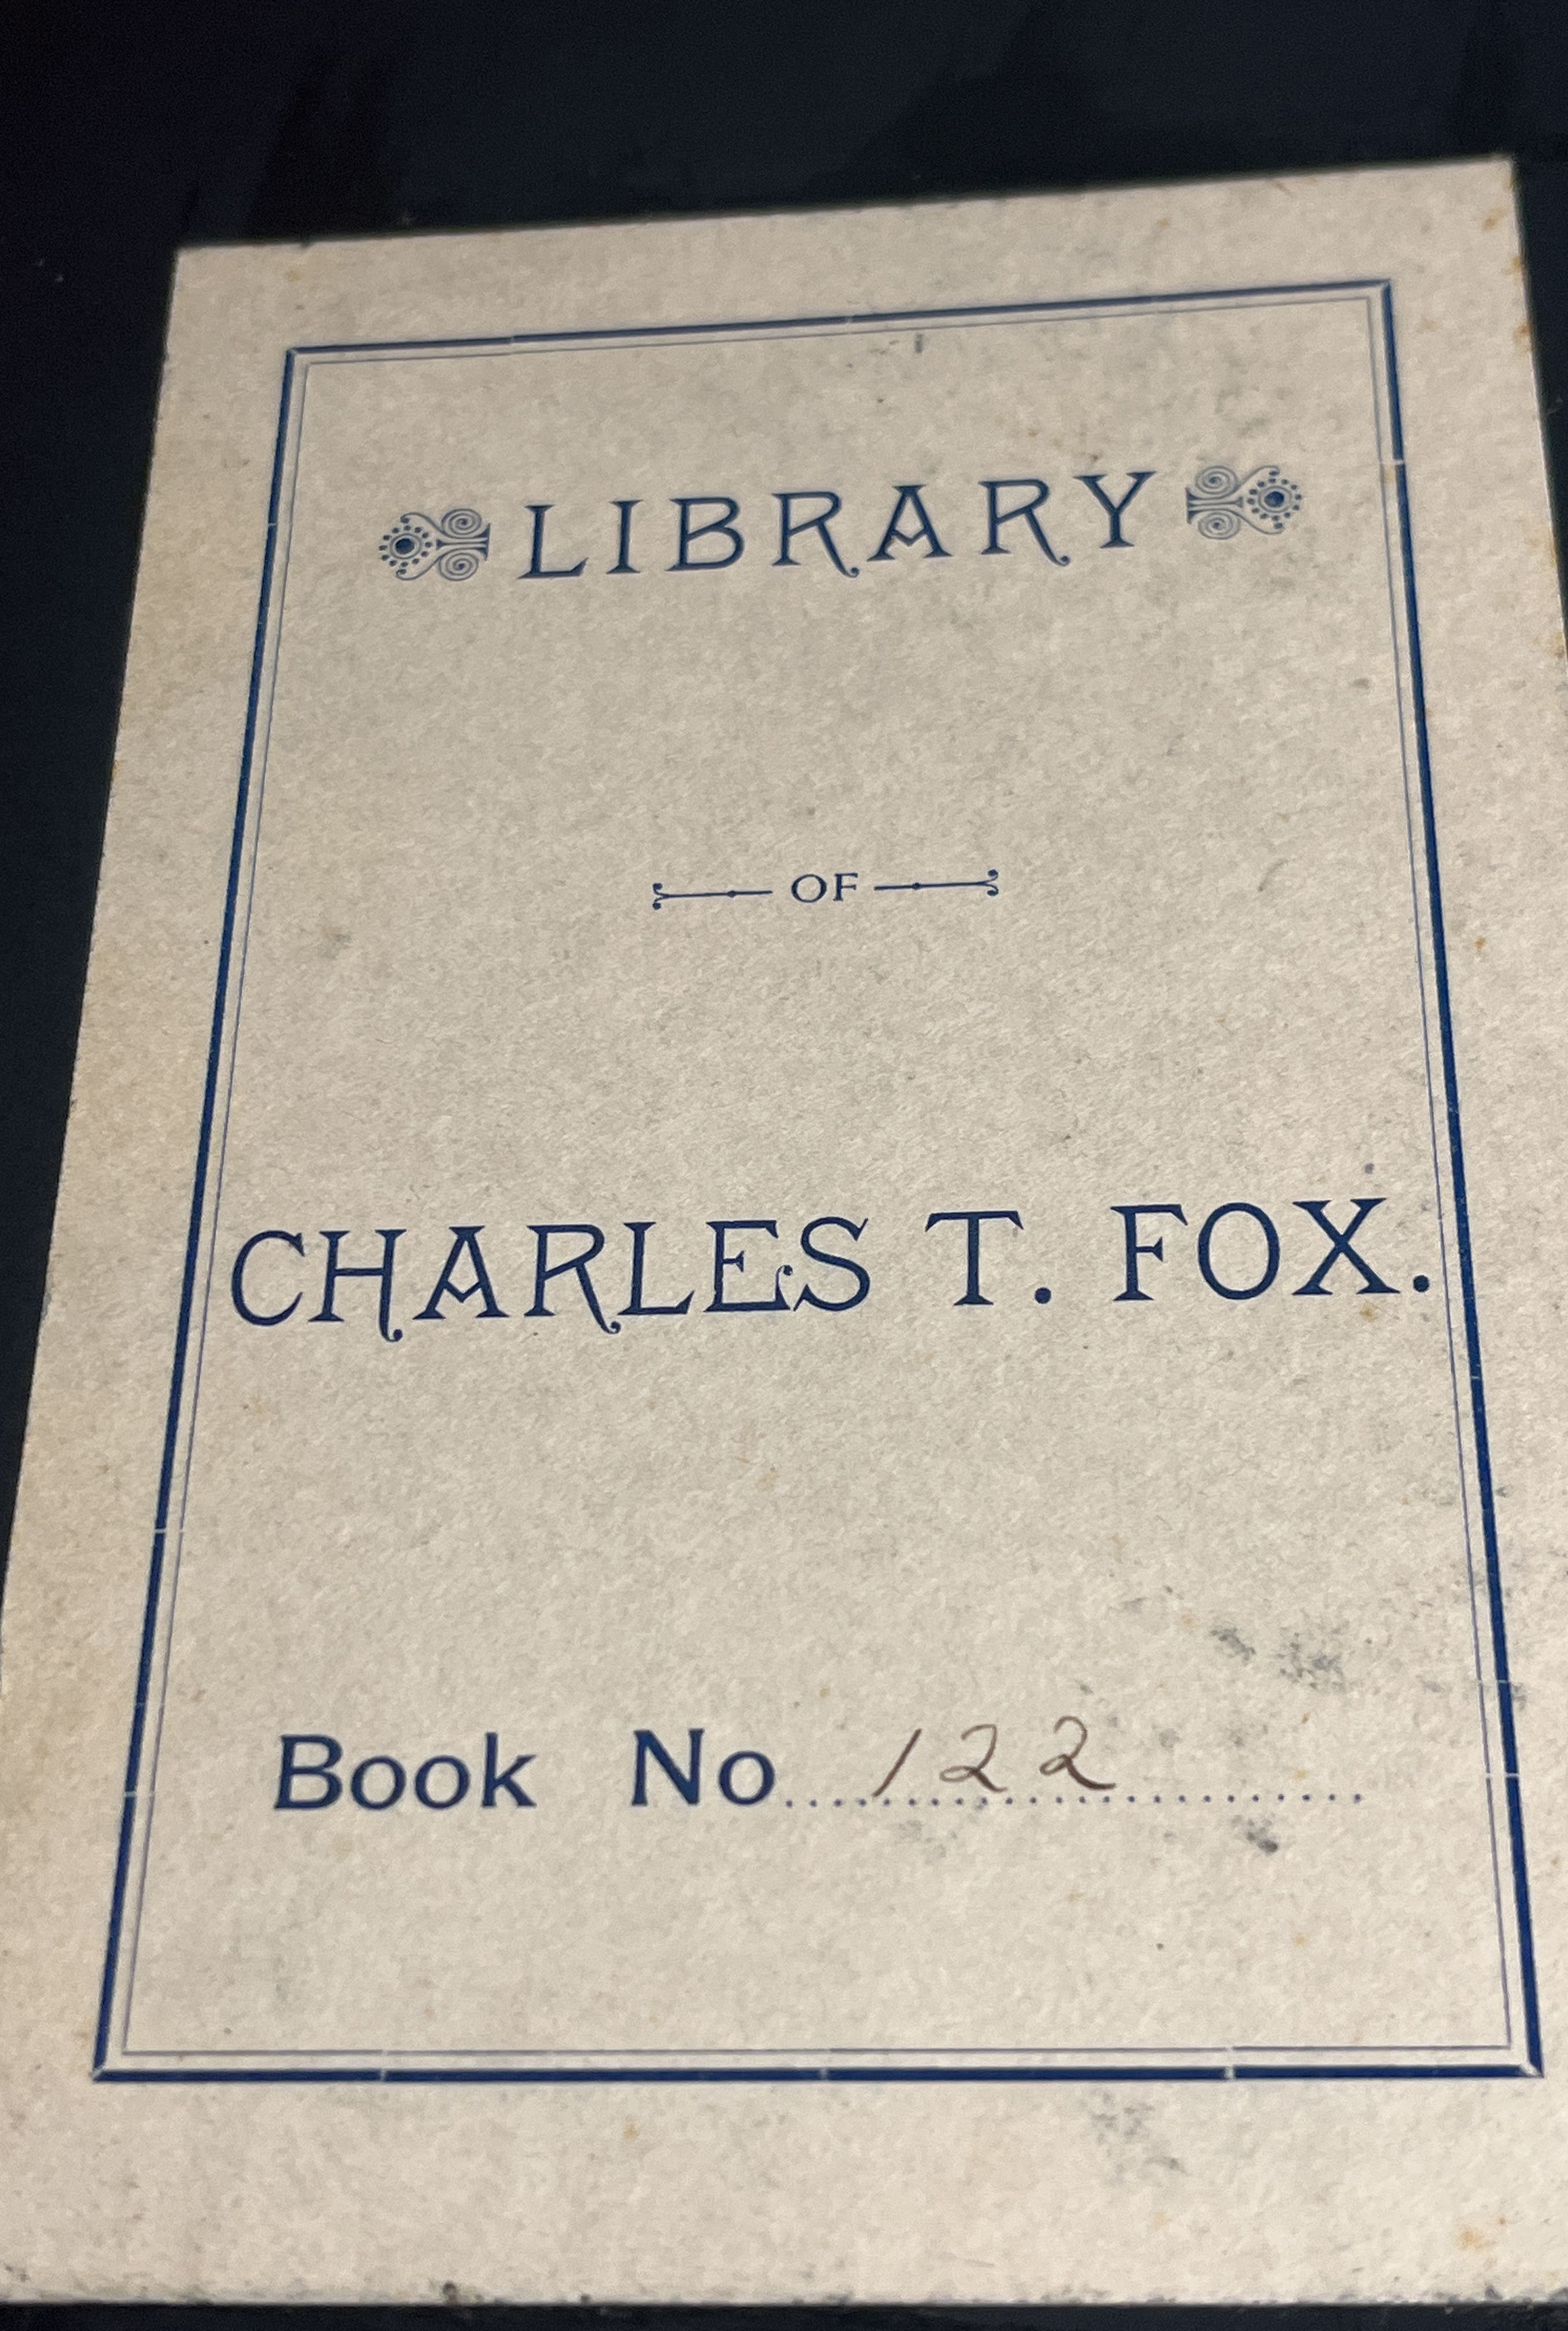 LIBRARY
OF
CHARLES T. FOX.
Book No. 122